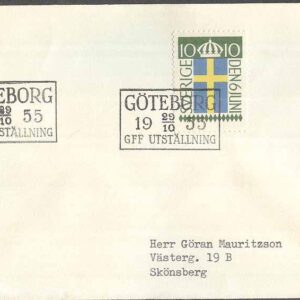 10 10
SVERIGE
DEN 6 JUNI
EBORG
29
10 55
TSTÄLLNING
GÖTEBORG
19 29 55
10
GFF UTSTÄLLNING
Herr Göran Mauritzson
Västerg. 19 B
Skönsberg